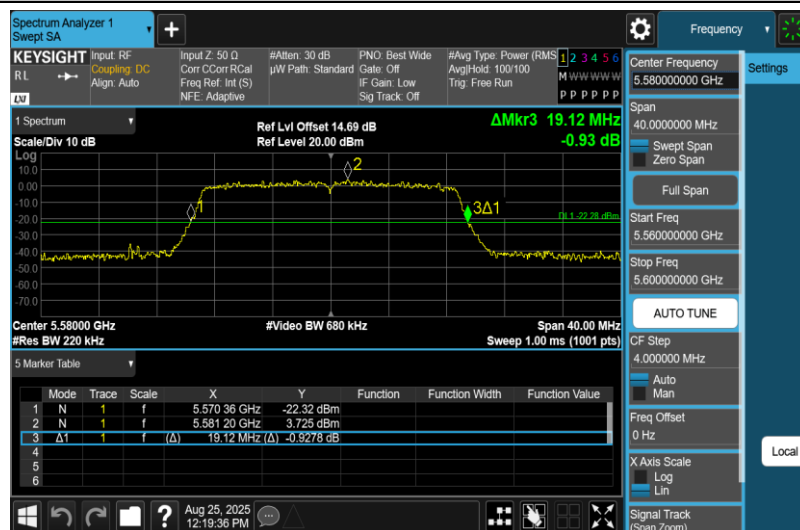 Spectrum Analyzer 1
Swept SA
+
Frequency
KEYSIGHT
RL
LXI
Input: RF
Coupling: DC
Align: Auto
Input Z: 50 Ω
Corr CCorr RCal
Freq Ref: Int (S)
NFE: Adaptive
#Atten: 30 dB
µW Path: Standard
PNO: Best Wide
Gate: Off
IF Gain: Low
Sig Track: Off
#Avg Type: Power (RMS
Avg|Hold: 100/100
Trig: Free Run
1 2 3 4 5 6
M W W W W W
P P P P P P
1 Spectrum
Scale/Div 10 dB
Ref Lvl Offset 14.69 dB
Ref Level 20.00 dBm
ΔMkr3 19.12 MHz
-0.93 dB
Log
10.0
0.00
-10.0
-20.0
-30.0
-40.0
-50.0
-60.0
-70.0
1
2
3Δ1
DL1 -22.28 dBm
Center 5.58000 GHz
#Res BW 220 kHz
#Video BW 680 kHz
Span 40.00 MHz
Sweep 1.00 ms (1001 pts)
5 Marker Table
Mode Trace Scale X Y Function Function Width Function Value
1 N 1 f 5.570 36 GHz -22.32 dBm
2 N 1 f 5.581 20 GHz 3.725 dBm
3 Δ1 1 f (Δ) 19.12 MHz (Δ) -0.9278 dB
4
5
6
?
Aug 25, 2025
12:19:36 PM
Center Frequency
5.580000000 GHz
Span
40.0000000 MHz
Swept Span
Zero Span
Full Span
Start Freq
5.560000000 GHz
Stop Freq
5.600000000 GHz
AUTO TUNE
CF Step
4.000000 MHz
Auto
Man
Freq Offset
0 Hz
X Axis Scale
Log
Lin
Signal Track
(Span Zoom)
Settings
Local